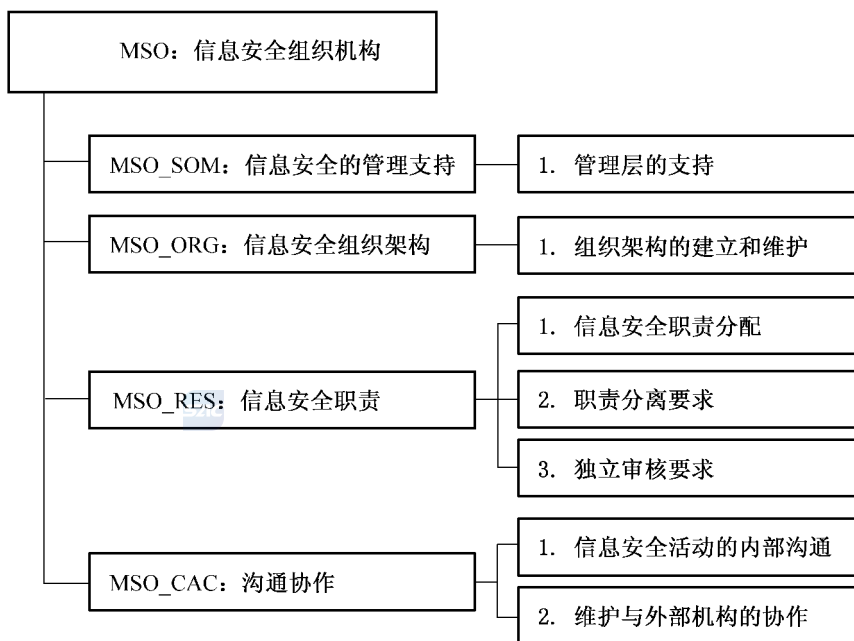 MSO：信息安全组织机构
MSO_SOM：信息安全的管理支持
1. 管理层的支持
MSO_ORG：信息安全组织架构
1. 组织架构的建立和维护
MSO_RES：信息安全职责
1. 信息安全职责分配
2. 职责分离要求
3. 独立审核要求
MSO_CAC：沟通协作
1. 信息安全活动的内部沟通
2. 维护与外部机构的协作